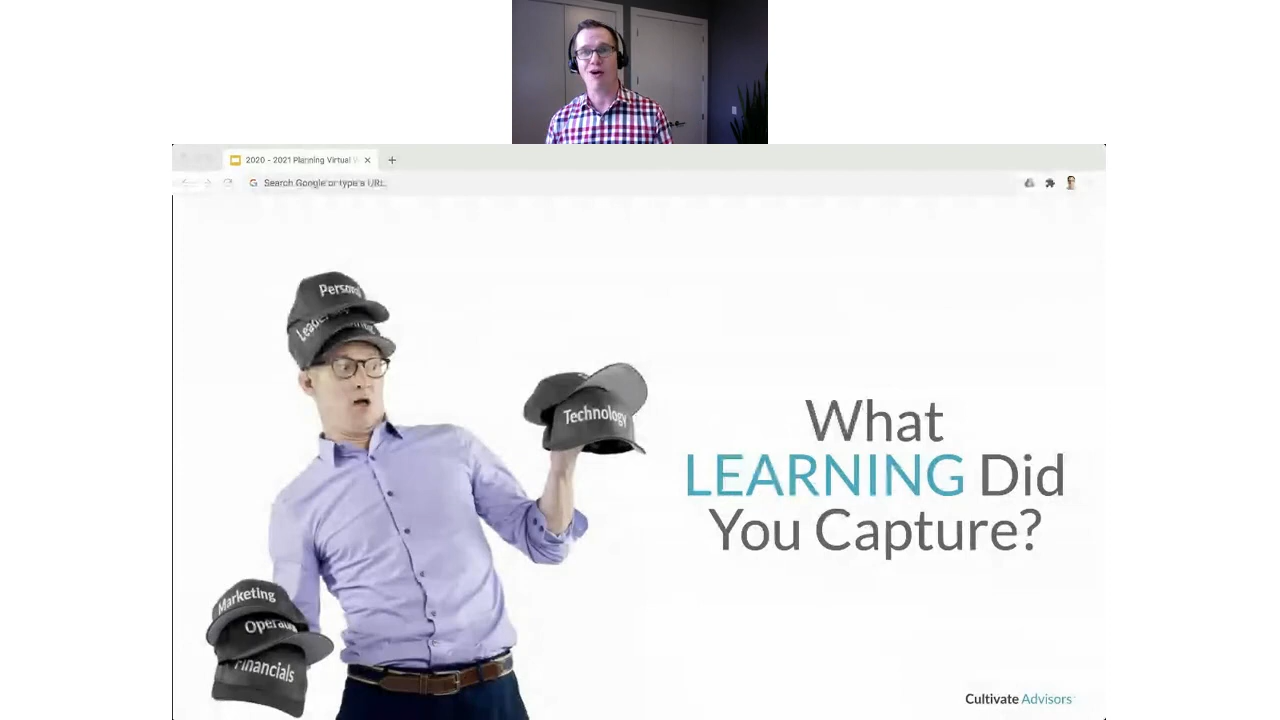 2020 - 2021 Planning Virtual
Search Google or type a URL
Personal
Technology
Marketing
Financials
What
LEARNING Did
You Capture?
Cultivate Advisors